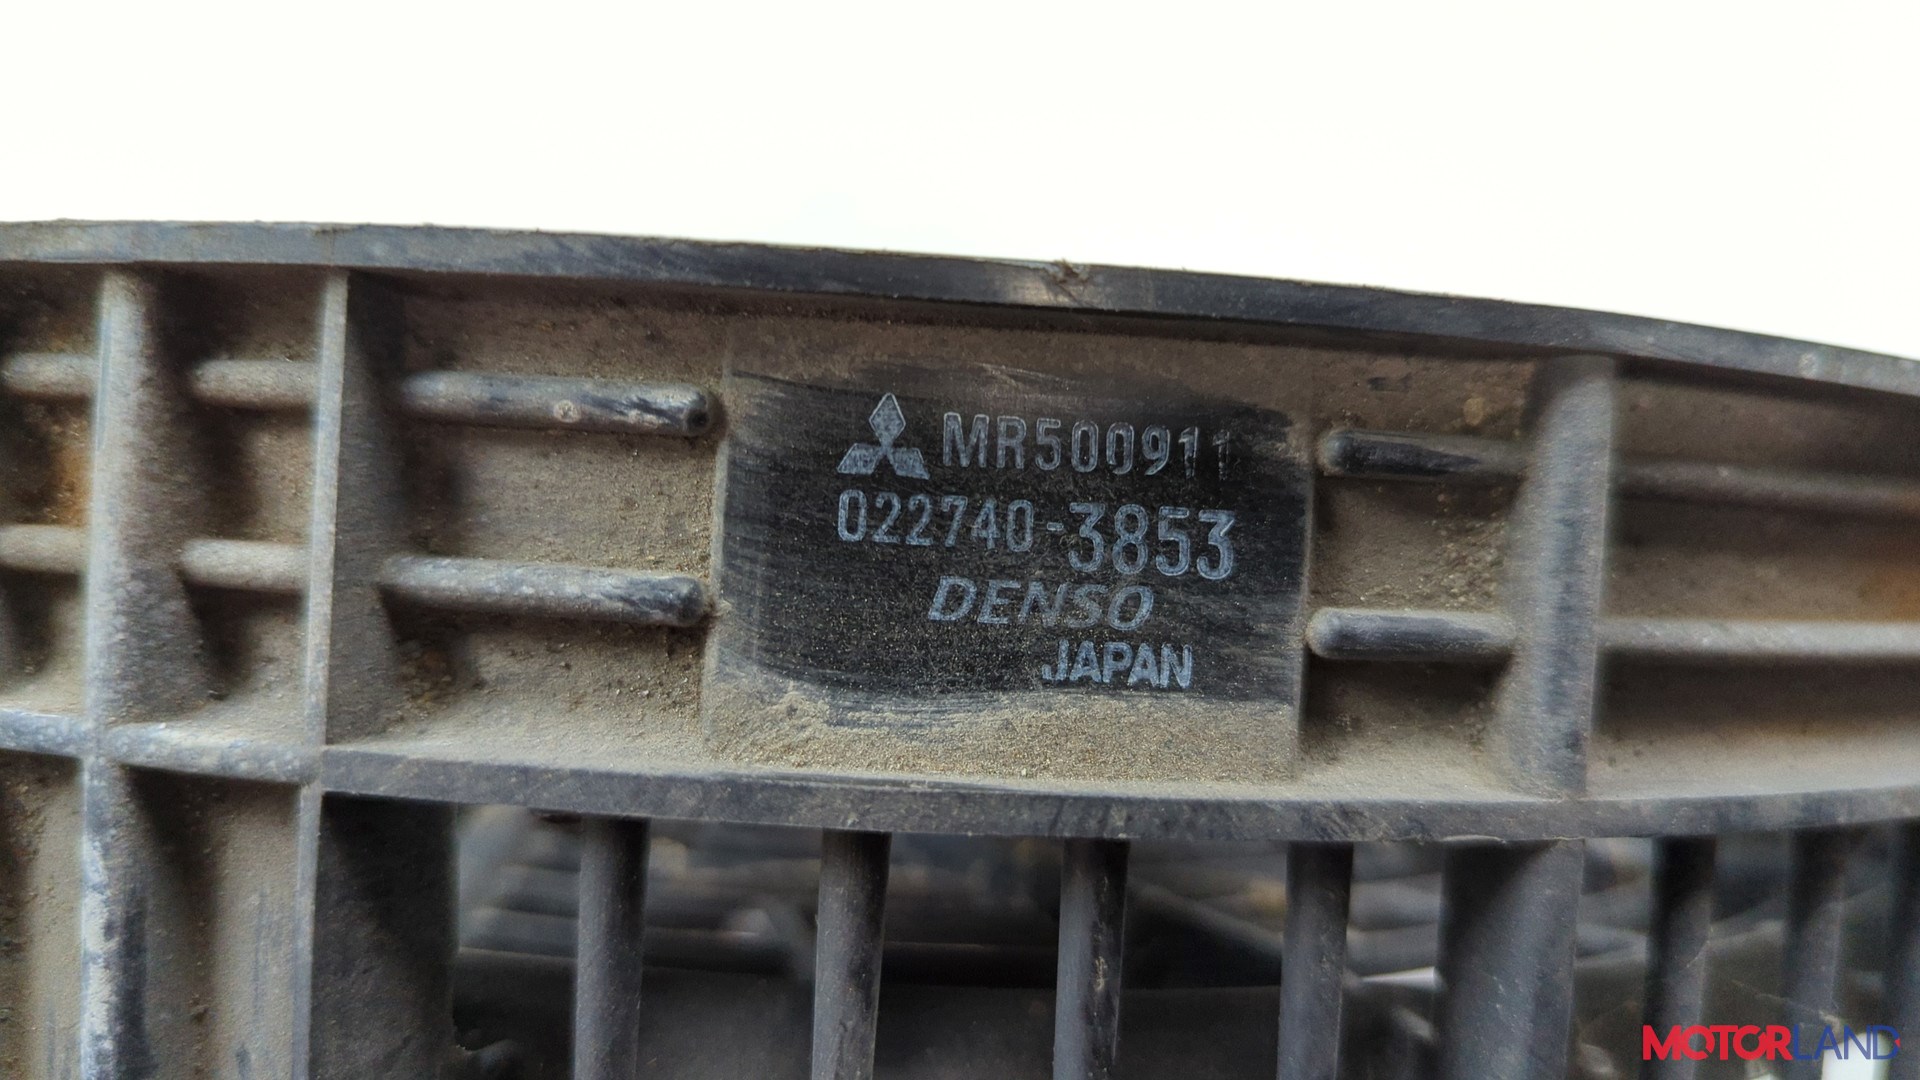 MR500911
022740-3853
DENSO
JAPAN
MOTORLAND